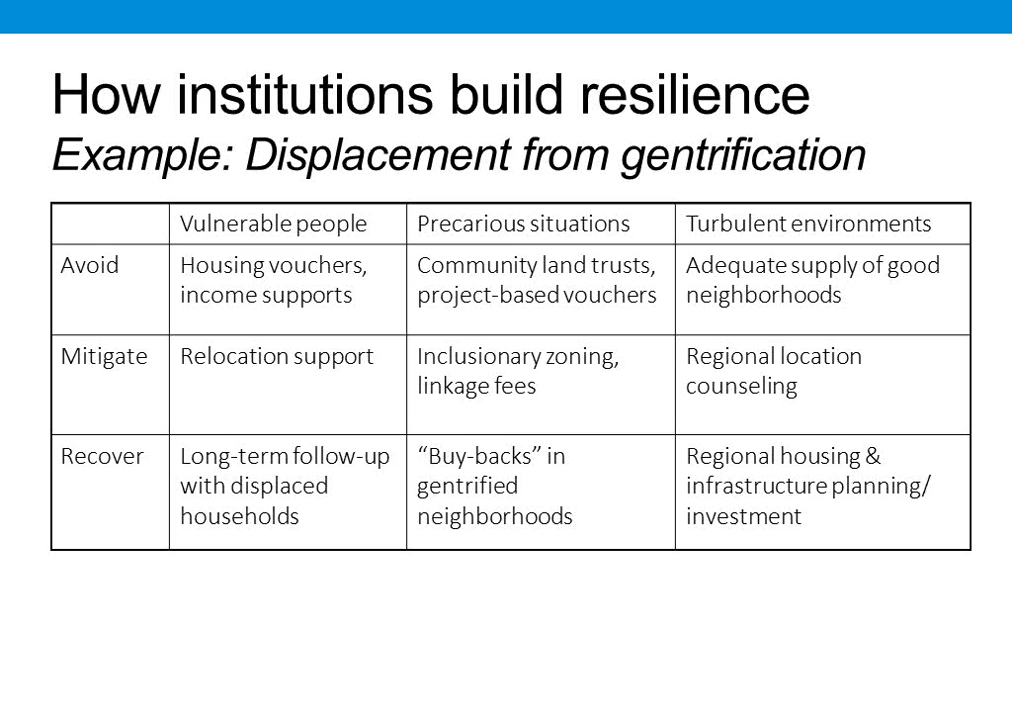 How institutions build resilience
Example: Displacement from gentrification
Vulnerable people
Precarious situations
Turbulent environments
Avoid
Housing vouchers,
income supports
Community land trusts,
project-based vouchers
Adequate supply of good
neighborhoods
Mitigate
Relocation support
Inclusionary zoning,
linkage fees
Regional location
counseling
Recover
Long-term follow-up
with displaced
households
“Buy-backs” in
gentrified
neighborhoods
Regional housing &
infrastructure planning/
investment